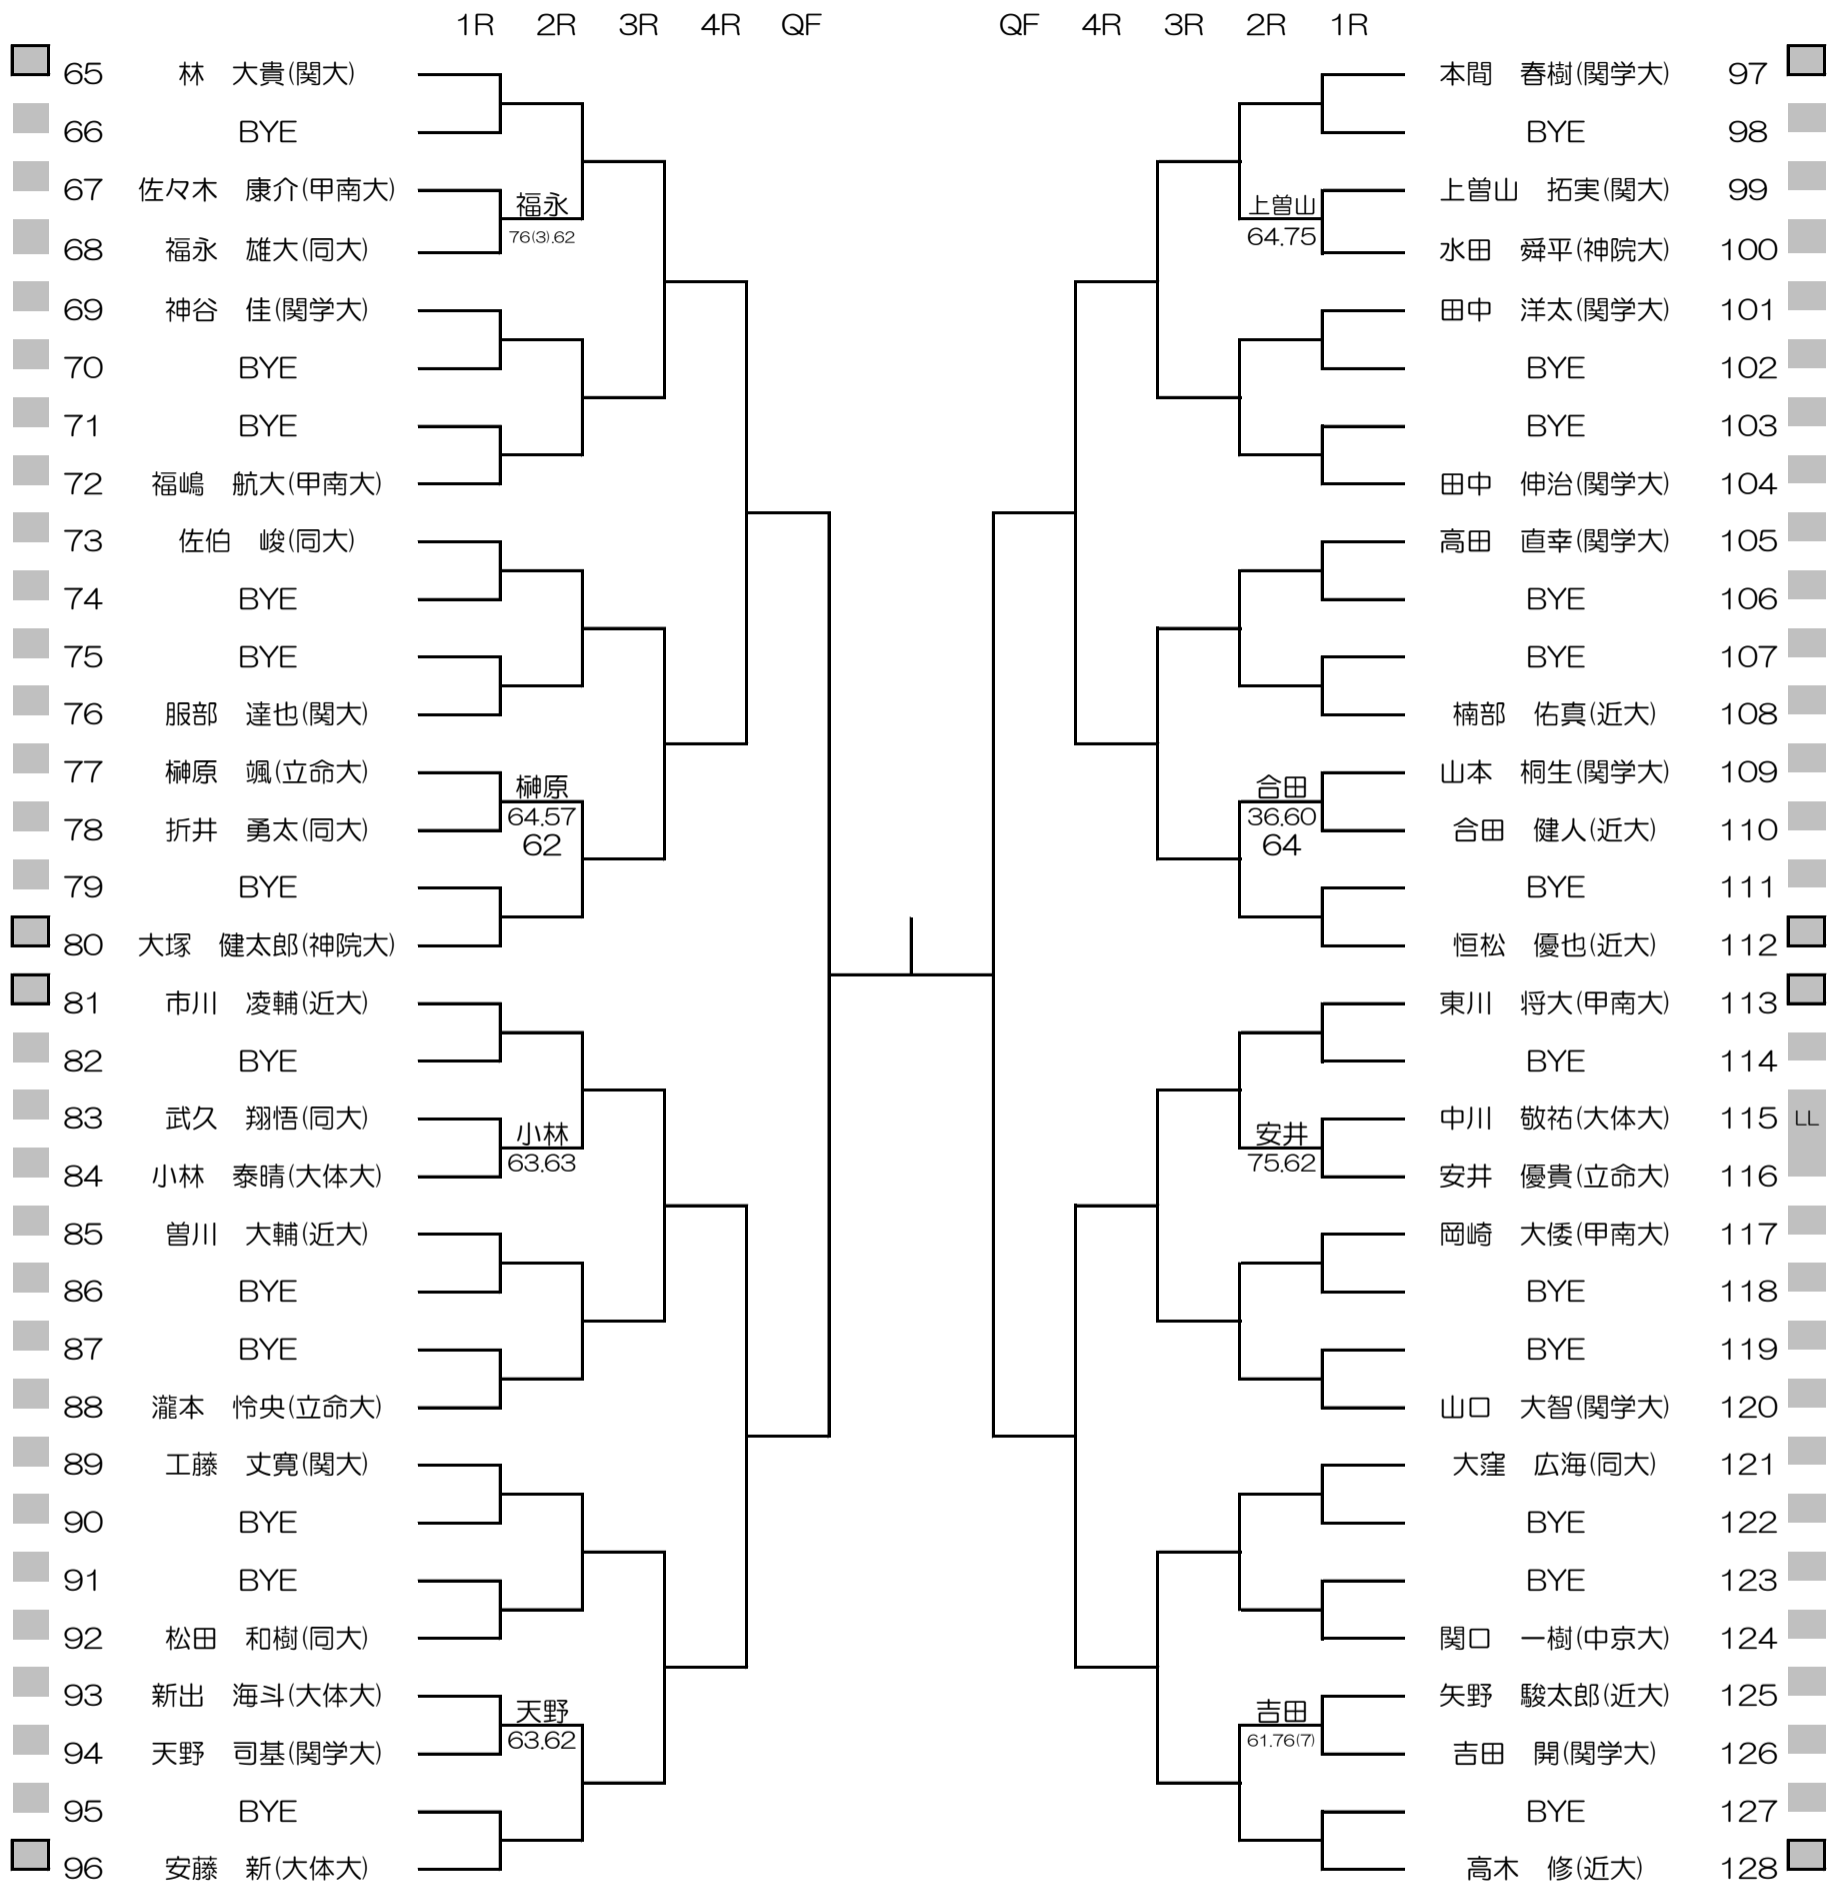 1R 2R 3R 4R QF QF 4R 3R 2R 1R
65 林 大貴(関大) 本間 春樹(関学大) 97
66 BYE BYE 98
67 佐々木 康介(甲南大) 福永 上曽山 上曽山 拓実(関大) 99
76(3).62 64.75
68 福永 雄大(同大) 水田 舜平(神院大) 100
69 神谷 佳(関学大) 田中 洋太(関学大) 101
70 BYE BYE 102
71 BYE BYE 103
72 福嶋 航大(甲南大) 田中 伸治(関学大) 104
73 佐伯 峻(同大) 高田 直幸(関学大) 105
74 BYE BYE 106
75 BYE BYE 107
76 服部 達也(関大) 楠部 佑真(近大) 108
77 榊原 颯(立命大) 榊原 合田 山本 桐生(関学大) 109
64.57 36.60
78 折井 勇太(同大) 62 64 合田 健人(近大) 110
79 BYE BYE 111
80 大塚 健太郎(神院大) 恒松 優也(近大) 112
81 市川 凌輔(近大) 東川 将大(甲南大) 113
82 BYE BYE 114
83 武久 翔悟(同大) 小林 安井 中川 敬祐(大体大) 115 LL
63.63 75.62
84 小林 泰晴(大体大) 安井 優貴(立命大) 116
85 曽川 大輔(近大) 岡崎 大倭(甲南大) 117
86 BYE BYE 118
87 BYE BYE 119
88 瀧本 怜央(立命大) 山口 大智(関学大) 120
89 工藤 丈寛(関大) 大窪 広海(同大) 121
90 BYE BYE 122
91 BYE BYE 123
92 松田 和樹(同大) 関口 一樹(中京大) 124
93 新出 海斗(大体大) 天野 吉田 矢野 駿太郎(近大) 125
63.62 61.76(7)
94 天野 司基(関学大) 吉田 開(関学大) 126
95 BYE BYE 127
96 安藤 新(大体大) 高木 修(近大) 128